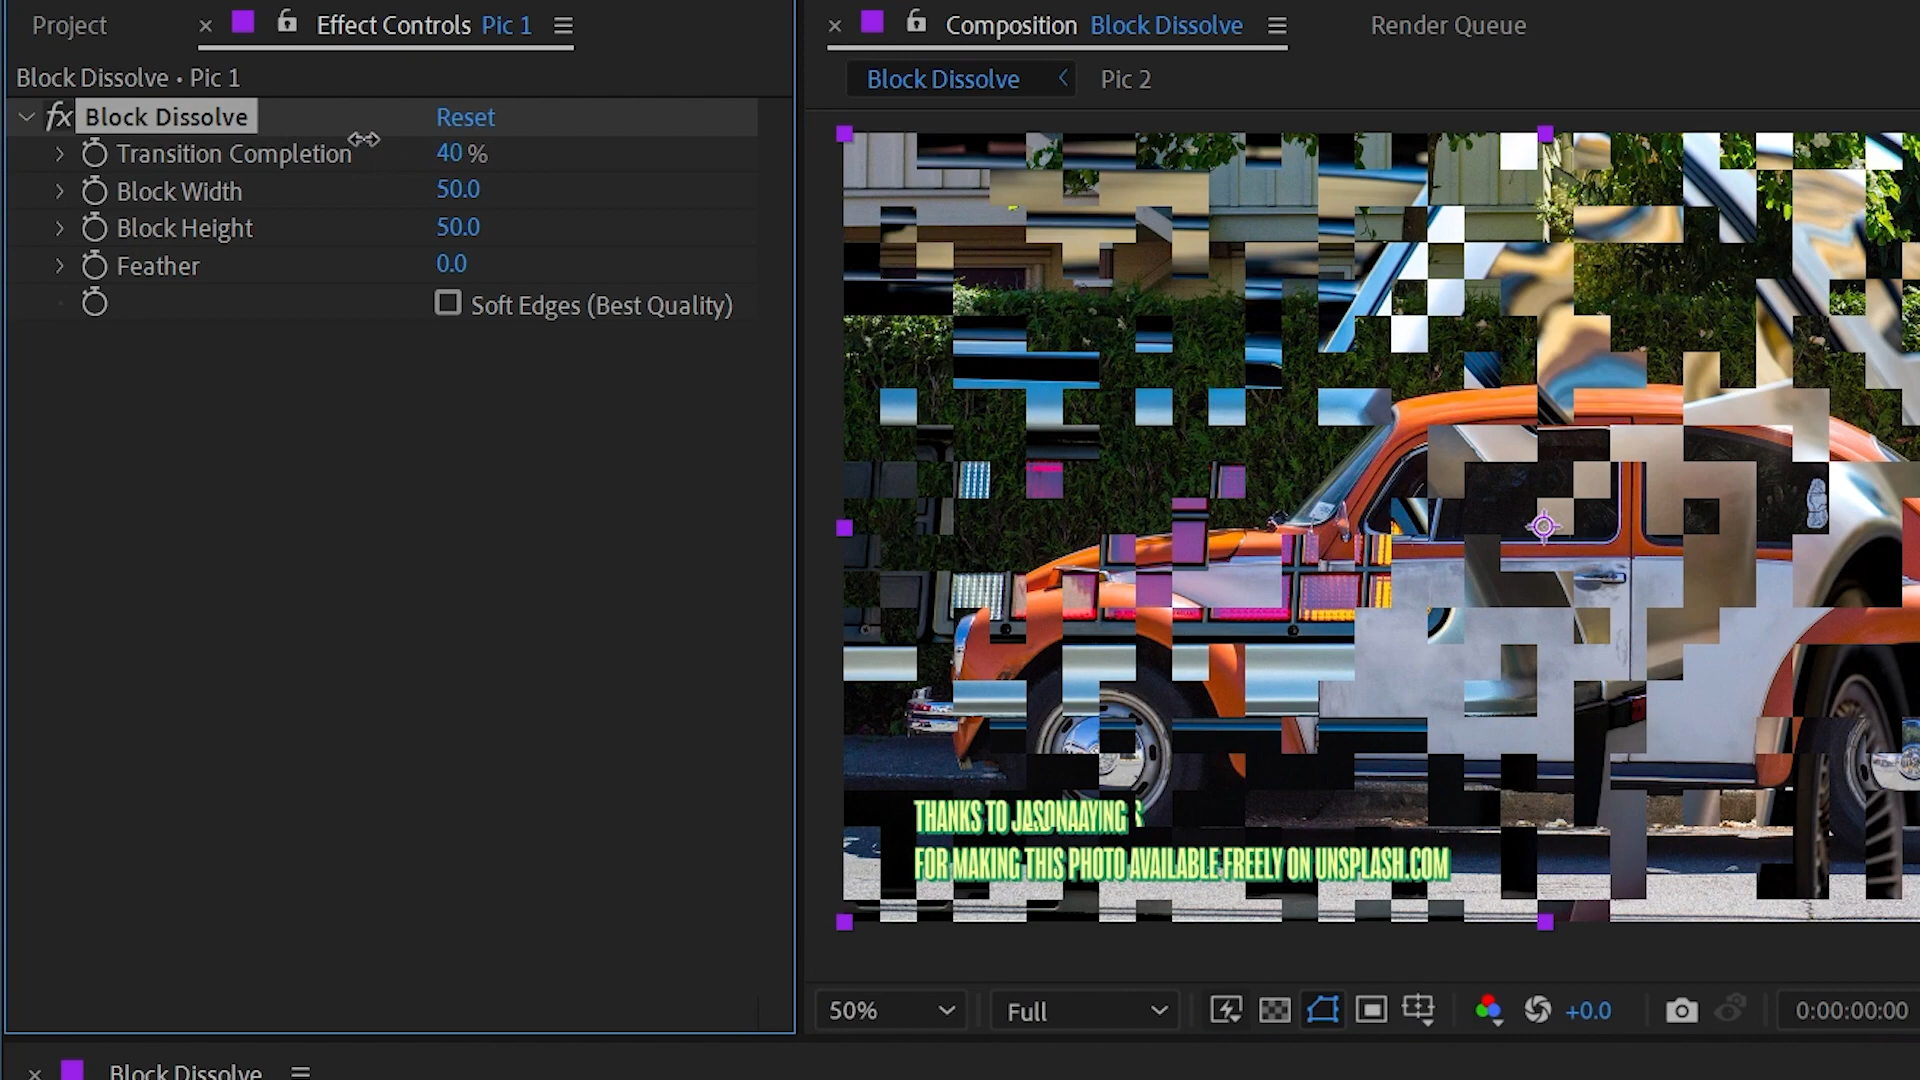 Project
Effect Controls Pic 1
Composition Block Dissolve
Render Queue
Block Dissolve • Pic 1
Block Dissolve
Pic 2
fx Block Dissolve Reset
Transition Completion 40 %
Block Width 50.0
Block Height 50.0
Feather 0.0
Soft Edges (Best Quality)
THANKS TO JASONAAYING
FOR MAKING THIS PHOTO AVAILABLE FREELY ON UNSPLASH.COM
50%
Full
+0.0
0:00:00:00
Block Dissolve